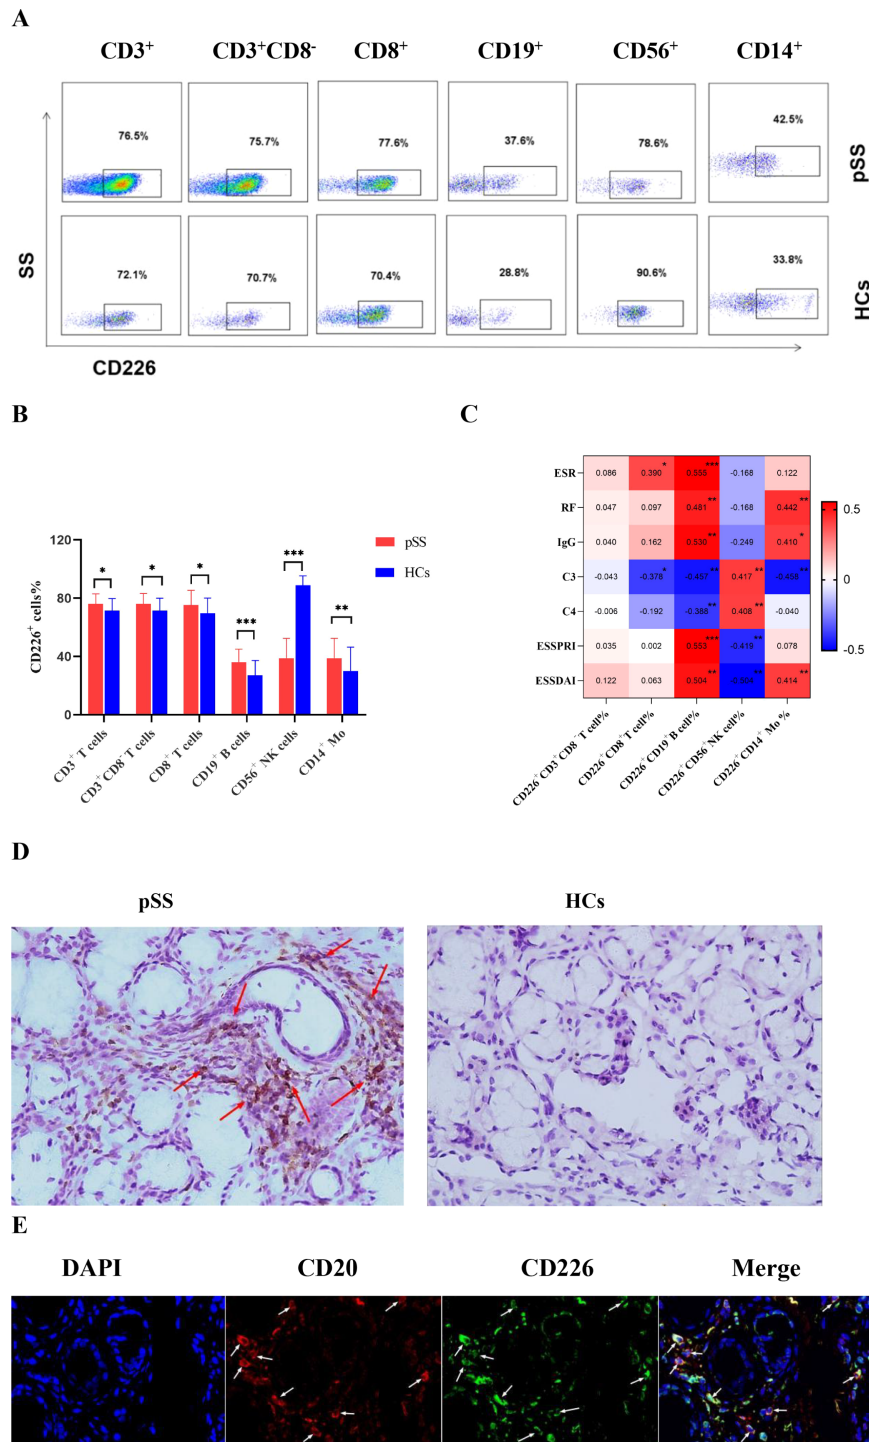 A
CD3⁺ CD3⁺CD8⁻ CD8⁺ CD19⁺ CD56⁺ CD14⁺
76.5% 75.7% 77.6% 37.6% 78.6% 42.5%
pSS
72.1% 70.7% 70.4% 28.8% 90.6% 33.8%
HCs
SS
CD226
B
CD226⁺ cells%
120
80
40
0
* * * *** *** **
pSS
HCs
CD3⁺ T cells
CD3⁺CD8⁻T cells
CD8⁺ T cells
CD19⁺ B cells
CD56⁺ NK cells
CD14⁺ Mo
C
ESR 0.086 0.390 * 0.555 *** -0.168 0.122
RF 0.047 0.097 0.481 ** -0.168 0.442 **
IgG 0.040 0.162 0.530 ** -0.249 0.410 *
C3 -0.043 -0.378 * -0.457 ** 0.417 ** -0.458 **
C4 -0.006 -0.192 -0.388 ** 0.408 ** -0.040
ESSPRI 0.035 0.002 0.553 *** -0.419 ** 0.078
ESSDAI 0.122 0.063 0.504 ** ** 0.414 **
0.5
0
-0.5
CD226⁺CD3⁺CD8⁻T cell%
CD226⁺CD8⁺T cell%
CD226⁺CD19⁺B cell%
CD226⁺CD56⁺NK cell%
CD226⁺CD14⁺Mo %
D
pSS HCs
E
DAPI CD20 CD226 Merge